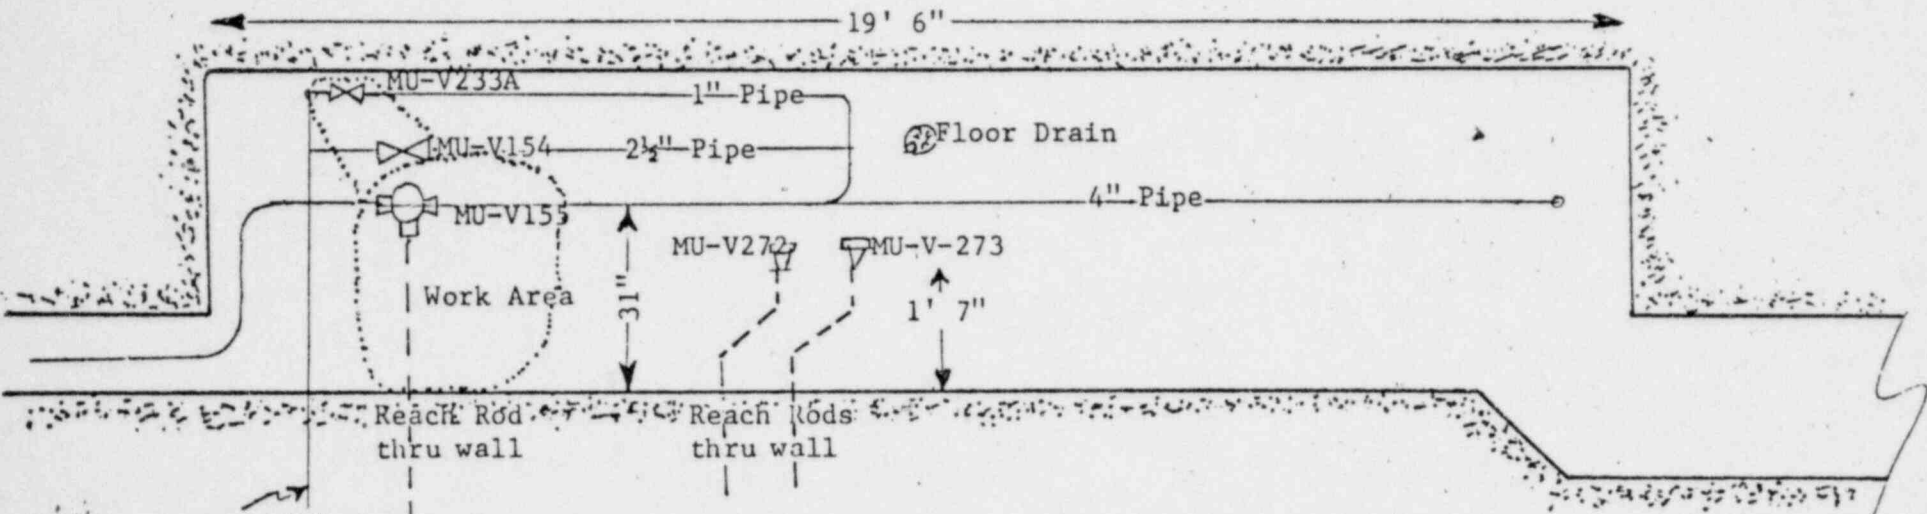 19' 6"
MU-V233A
1" Pipe
MU-V154
2½" Pipe
Floor Drain
MU-V155
4" Pipe
MU-V272
MU-V-273
Work Area
31"
1' 7"
Reach Rod
thru wall
Reach Rods
thru wall